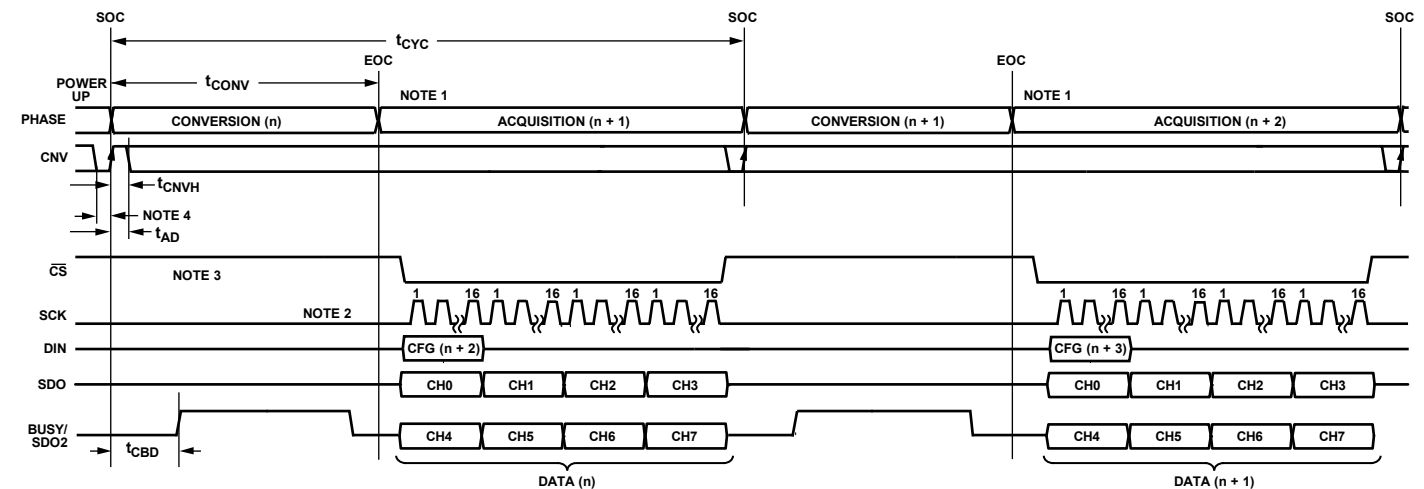 SOC SOC SOC
tCYC
EOC EOC
POWER UP
tCONV
NOTE 1 NOTE 1
PHASE CONVERSION (n) ACQUISITION (n + 1) CONVERSION (n + 1) ACQUISITION (n + 2)
CNV
tCNVH
NOTE 4
tAD
CS NOTE 3
1 16 1 16 1 16 1 16 1 16 1 16 1 16 1 16
SCK NOTE 2
DIN CFG (n + 2) CFG (n + 3)
SDO CH0 CH1 CH2 CH3 CH0 CH1 CH2 CH3
BUSY/
SDO2 CH4 CH5 CH6 CH7 CH4 CH5 CH6 CH7
tCBD
DATA (n) DATA (n + 1)